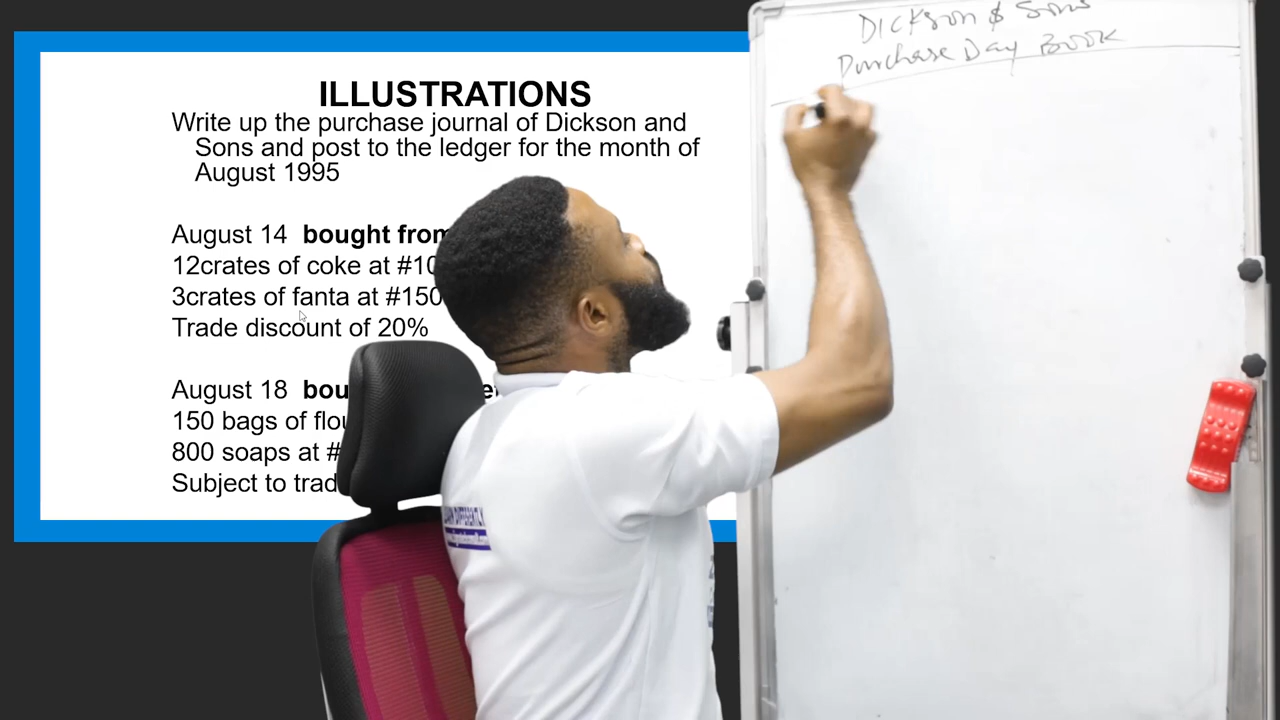 ILLUSTRATIONS
Write up the purchase journal of Dickson and
Sons and post to the ledger for the month of
August 1995
August 14 bought from
12crates of coke at #10
3crates of fanta at #150
Trade discount of 20%
August 18 bou
150 bags of flou
800 soaps at #
Subject to trad
Dickson & Sons
Purchase Day Book